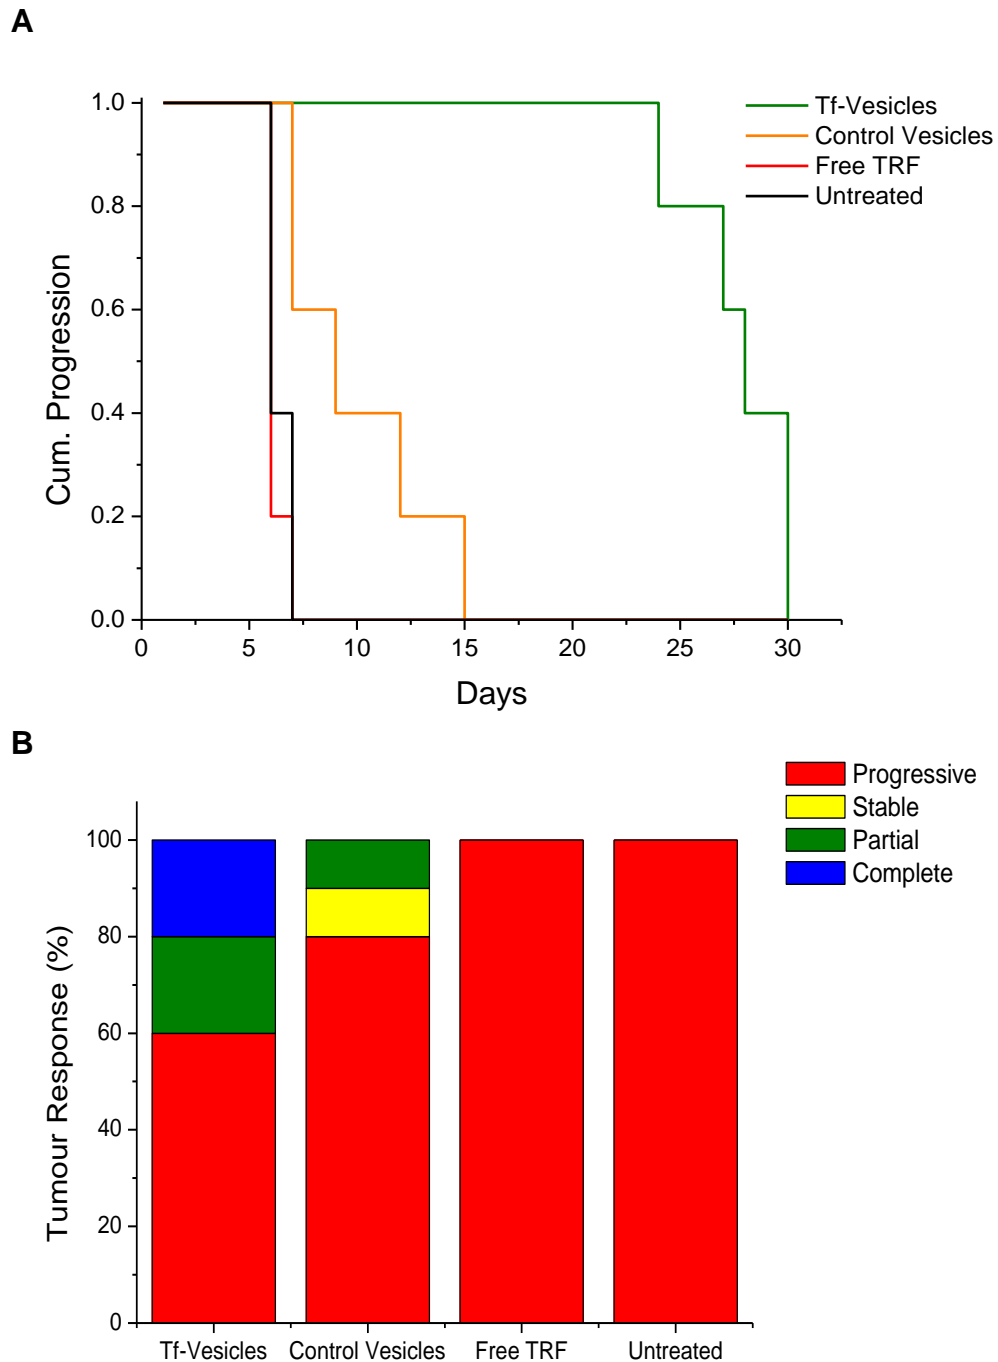 A
Tf-Vesicles
Control Vesicles
Free TRF
Untreated
Cum. Progression
1.0
0.8
0.6
0.4
0.2
0.0
0 5 10 15 20 25 30
Days
B
Progressive
Stable
Partial
Complete
Tumour Response (%)
100
80
60
40
20
0
Tf-Vesicles Control Vesicles Free TRF Untreated